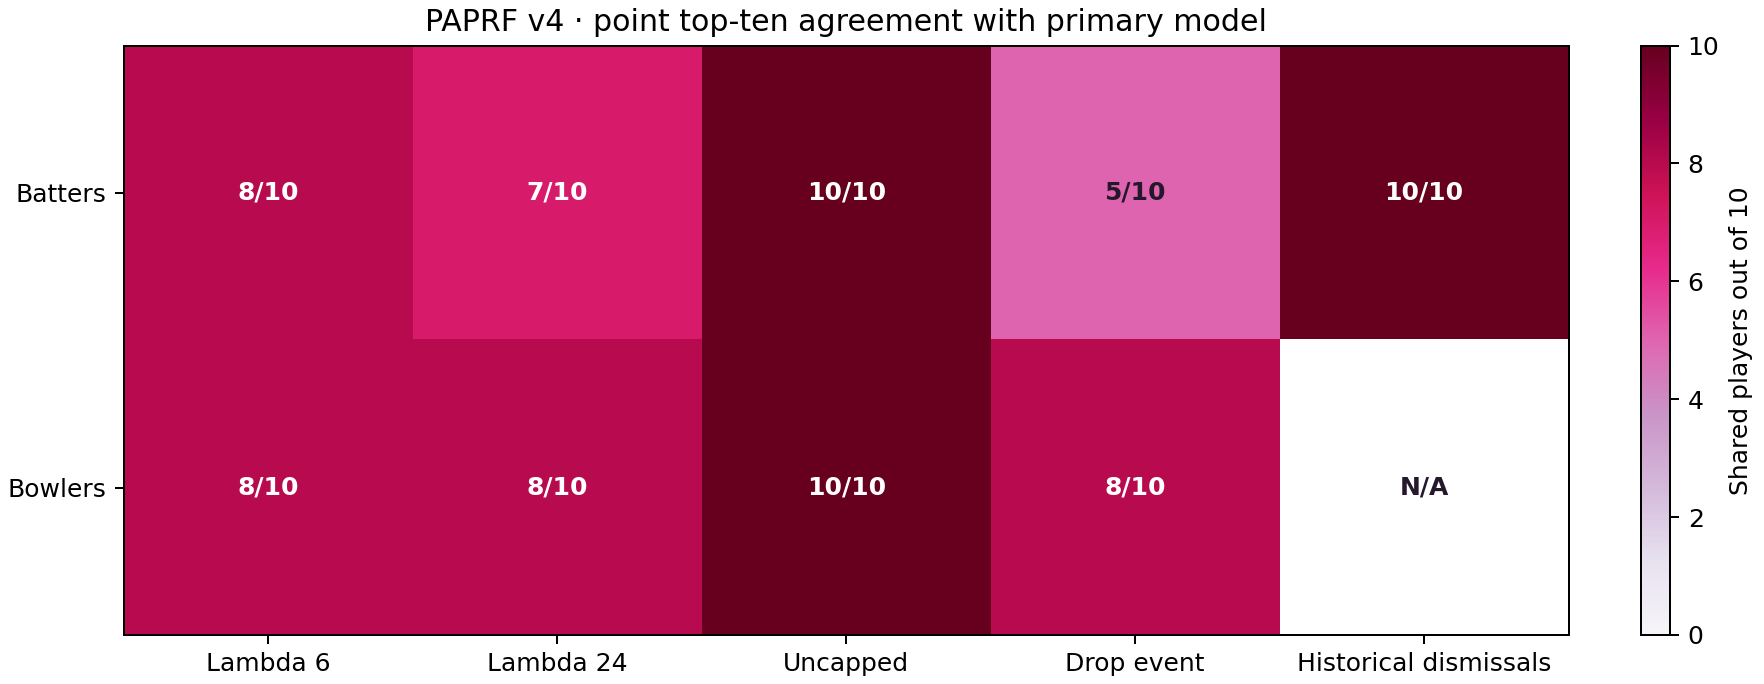 PAPRF v4 · point top-ten agreement with primary model
Batters
8/10
7/10
10/10
5/10
10/10
Bowlers
8/10
8/10
10/10
8/10
N/A
Lambda 6
Lambda 24
Uncapped
Drop event
Historical dismissals
10
8
6
4
2
0
Shared players out of 10